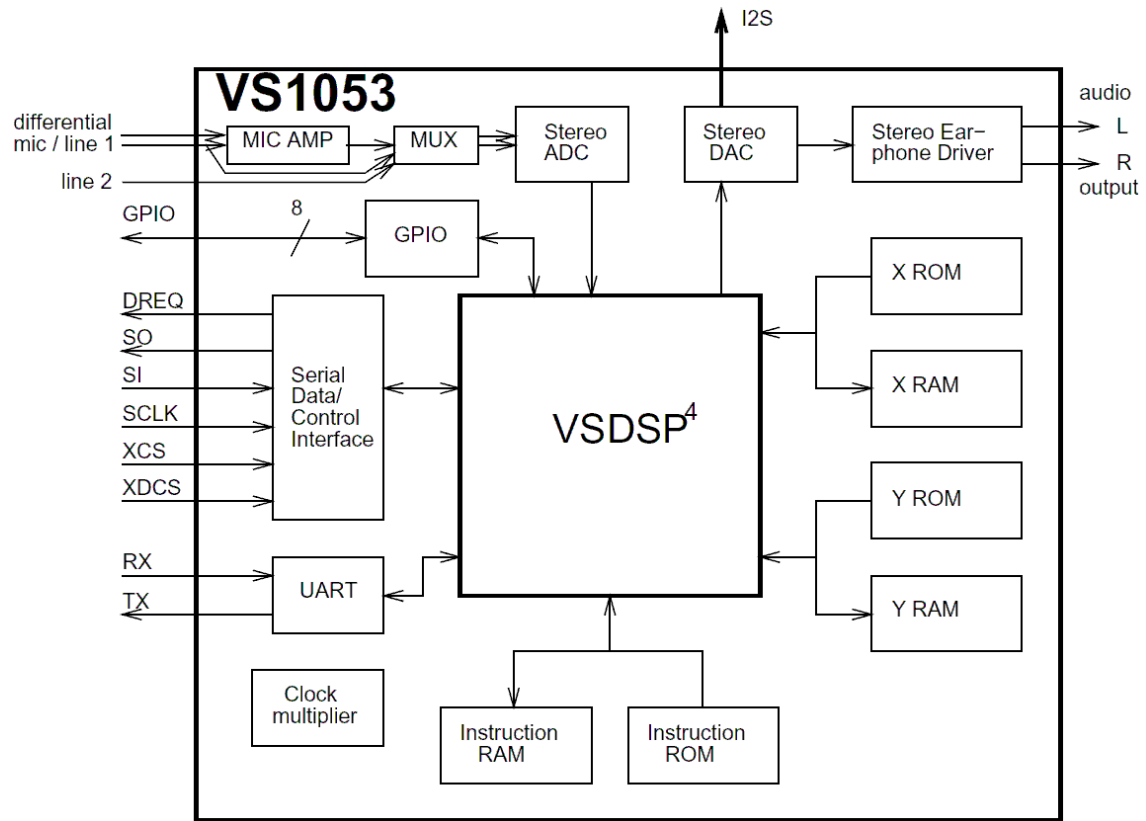 I2S
VS1053
differential
mic / line 1
line 2
MIC AMP
MUX
Stereo
ADC
Stereo
DAC
Stereo Ear-
phone Driver
audio
L
R
output
GPIO
8
GPIO
X ROM
X RAM
DREQ
SO
SI
SCLK
XCS
XDCS
Serial
Data/
Control
Interface
VSDSP4
Y ROM
Y RAM
RX
TX
UART
Clock
multiplier
Instruction
RAM
Instruction
ROM